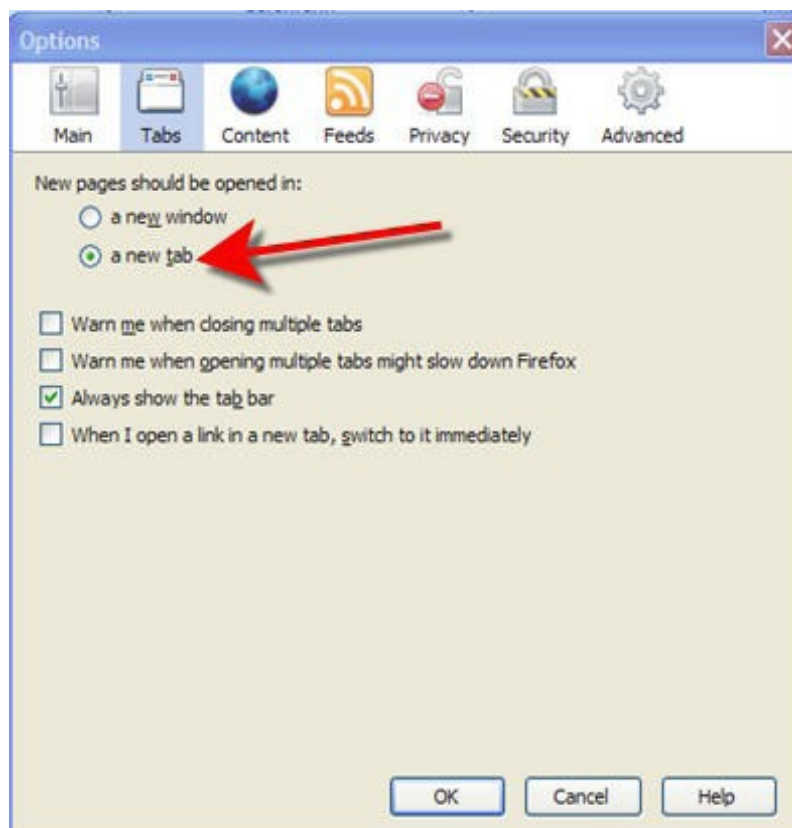 Options
Main Tabs Content Feeds Privacy Security Advanced
New pages should be opened in:
a new window
a new tab
Warn me when closing multiple tabs
Warn me when opening multiple tabs might slow down Firefox
Always show the tab bar
When I open a link in a new tab, switch to it immediately
OK Cancel Help